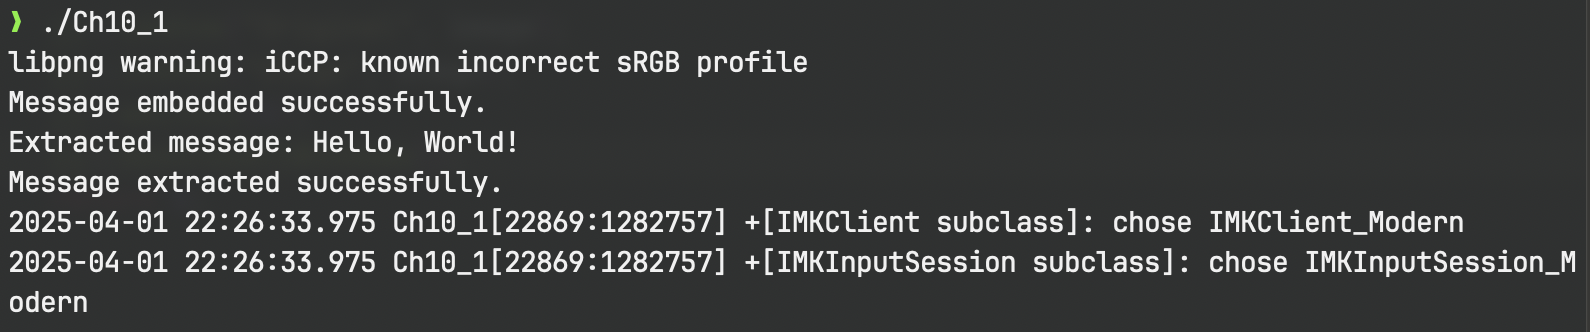 ❯ ./Ch10_1
libpng warning: iCCP: known incorrect sRGB profile
Message embedded successfully.
Extracted message: Hello, World!
Message extracted successfully.
2025-04-01 22:26:33.975 Ch10_1[22869:1282757] +[IMKClient subclass]: chose IMKClient_Modern
2025-04-01 22:26:33.975 Ch10_1[22869:1282757] +[IMKInputSession subclass]: chose IMKInputSession_M
odern